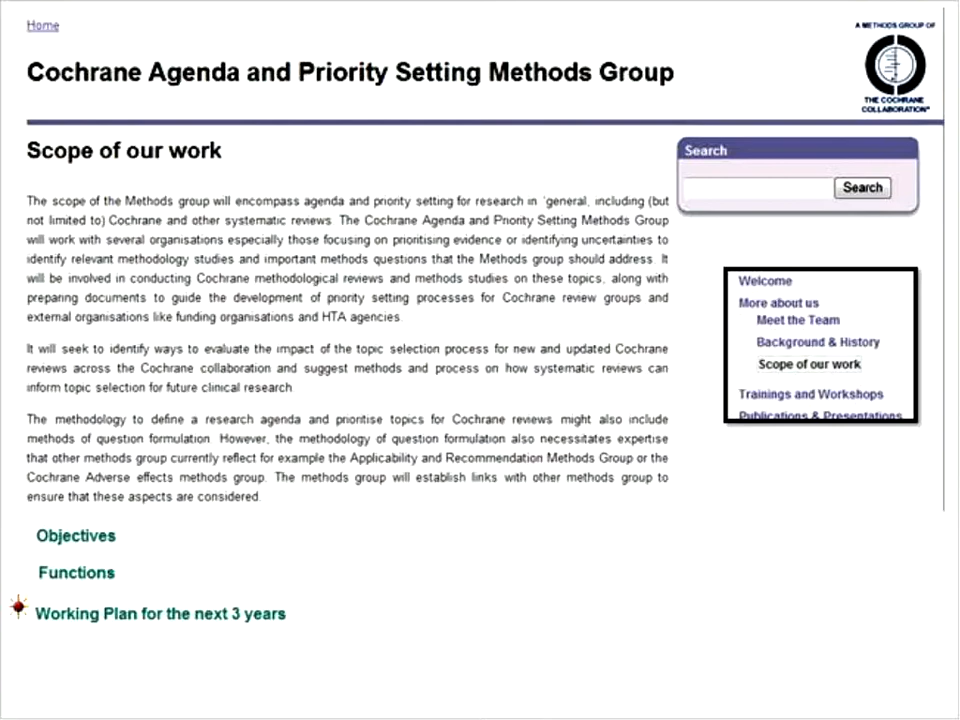 Home
A METHODS GROUP OF
Cochrane Agenda and Priority Setting Methods Group
THE COCHRANE
COLLABORATION®
Scope of our work
Search
Search
The scope of the Methods group will encompass agenda and priority setting for research in 'general, including (but
not limited to) Cochrane and other systematic reviews. The Cochrane Agenda and Priority Setting Methods Group
will work with several organisations especially those focusing on prioritising evidence or identifying uncertainties to
identify relevant methodology studies and important methods questions that the Methods group should address. It
will be involved in conducting Cochrane methodological reviews and methods studies on these topics, along with
preparing documents to guide the development of priority setting processes for Cochrane review groups and
external organisations like funding organisations and HTA agencies.
It will seek to identify ways to evaluate the impact of the topic selection process for new and updated Cochrane
reviews across the Cochrane collaboration and suggest methods and process on how systematic reviews can
inform topic selection for future clinical research
The methodology to define a research agenda and prioritise topics for Cochrane reviews might also include
methods of question formulation. However, the methodology of question formulation also necessitates expertise
that other methods group currently reflect for example the Applicability and Recommendation Methods Group or the
Cochrane Adverse effects methods group. The methods group will establish links with other methods group to
ensure that these aspects are considered.
Welcome
More about us
Meet the Team
Background & History
Scope of our work
Trainings and Workshops
Publications & Presentations
Objectives
Functions
Working Plan for the next 3 years